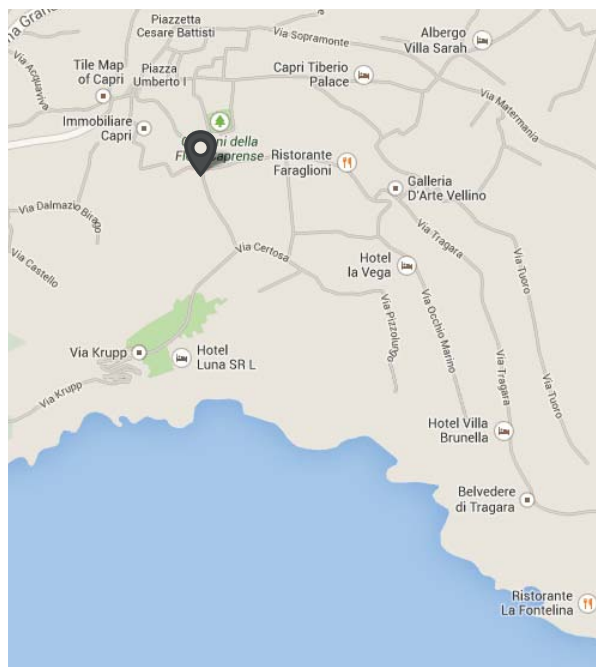 Piazzetta
Cesare Battisti
Via Sopramonte
Albergo
Villa Sarah
Via Acquaviva
Tile Map
of Capri
Piazza
Umberto I
Capri Tiberio
Palace
Via Matermania
Immobiliare
Capri
Ristorante
Faraglioni
Galleria
D'Arte Vellino
Via Dalmazio Birago
Via Castello
Via Certosa
Via Tragara
Via Tuoro
Hotel
la Vega
Via Pizzolungo
Via Occhio Marino
Via Krupp
Hotel
Luna SR L
Via Krupp
Via Tragara
Via Tuoro
Hotel Villa
Brunella
Belvedere
di Tragara
Ristorante
La Fontelina